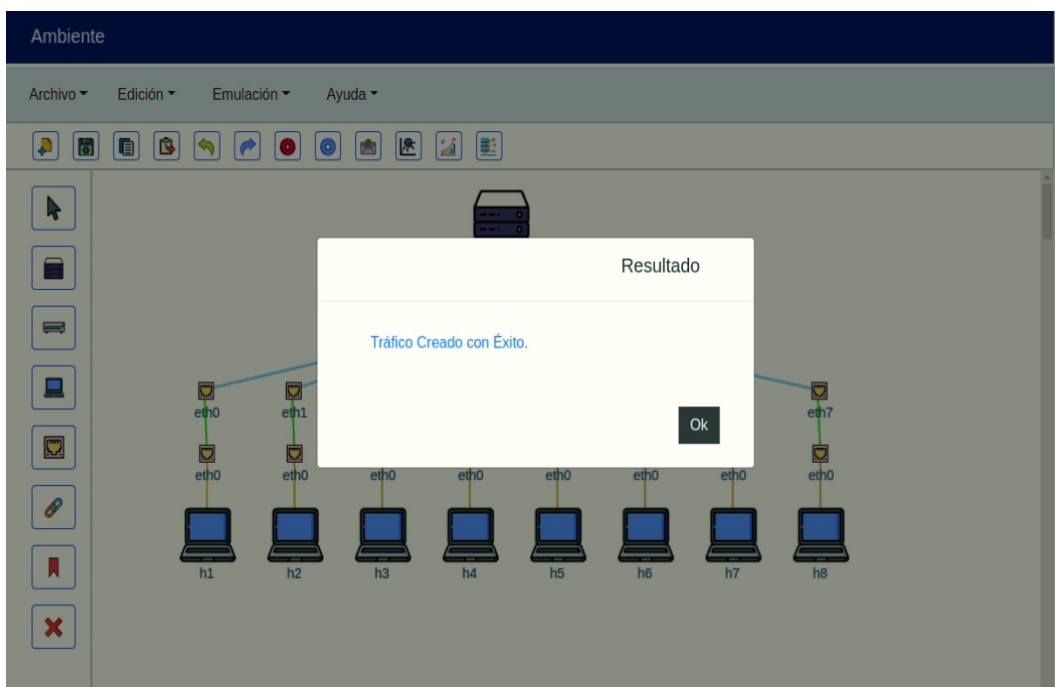 Ambiente
Archivo Edición Emulación Ayuda
Resultado
Tráfico Creado con Éxito.
Ok
eth0 eth1 eth7
eth0 eth0 eth0 eth0 eth0 eth0 eth0 eth0
h1 h2 h3 h4 h5 h6 h7 h8